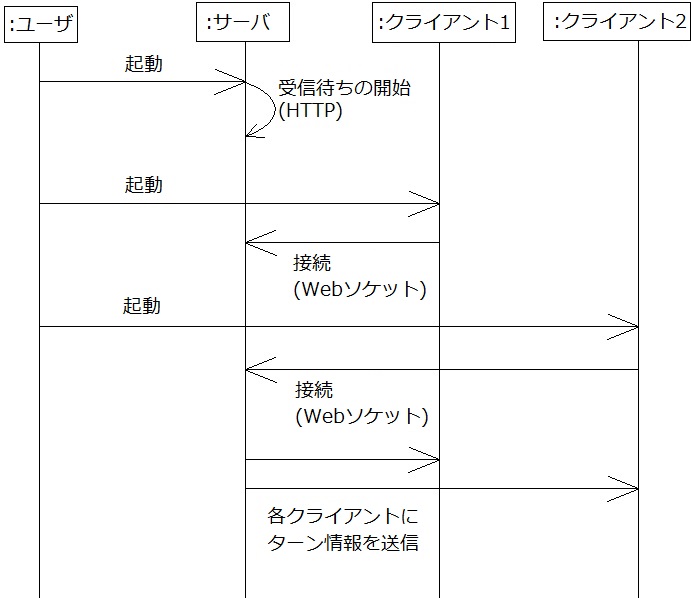 :ユーザ
:サーバ
:クライアント1
:クライアント2
起動
受信待ちの開始
(HTTP)
起動
接続
(Webソケット)
起動
接続
(Webソケット)
各クライアントに
ターン情報を送信